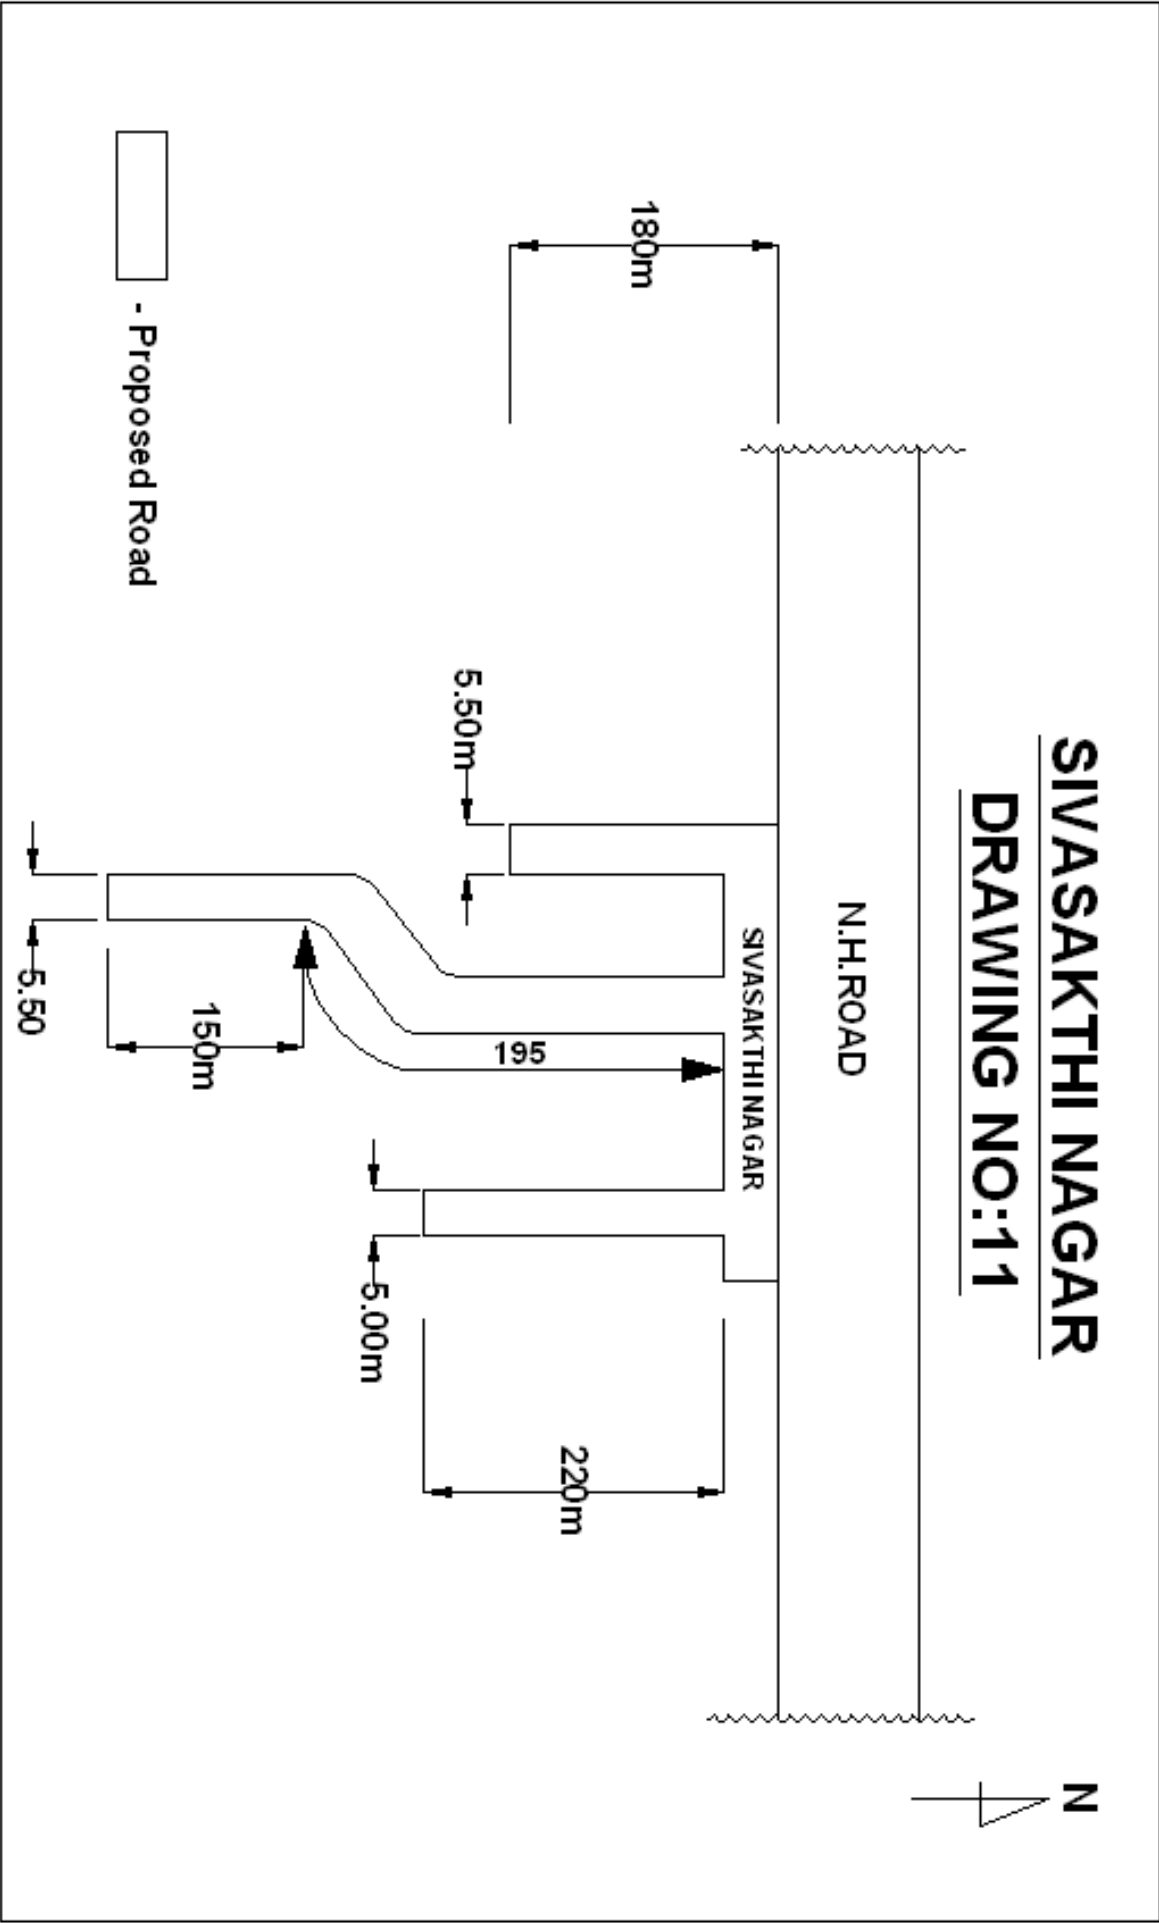 SIVASAKTHI NAGAR
DRAWING NO:11
N
N.H.ROAD
SIVASAKTHI NAGAR
180m
5.50m
195
220m
5.00m
150m
5.50
- Proposed Road